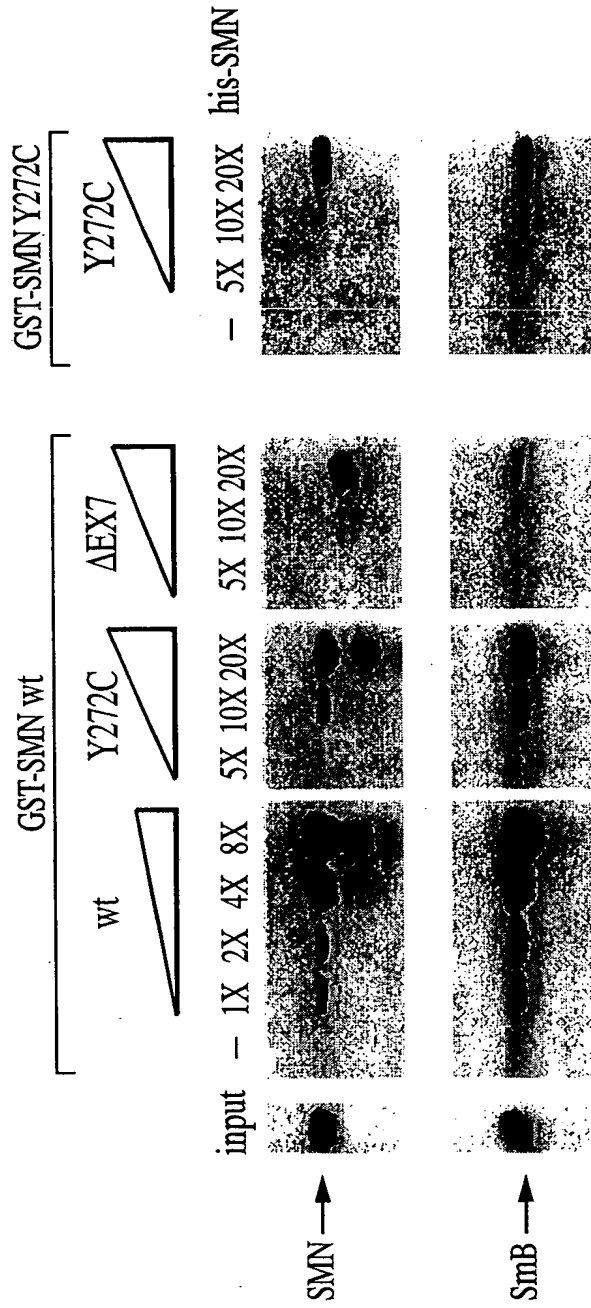 GST-SMN wt
GST-SMN Y272C
wt
Y272C
ΔEX7
Y272C
input
– 1X 2X 4X 8X
5X 10X 20X
5X 10X 20X
– 5X 10X 20X
his-SMN
SMN
SmB